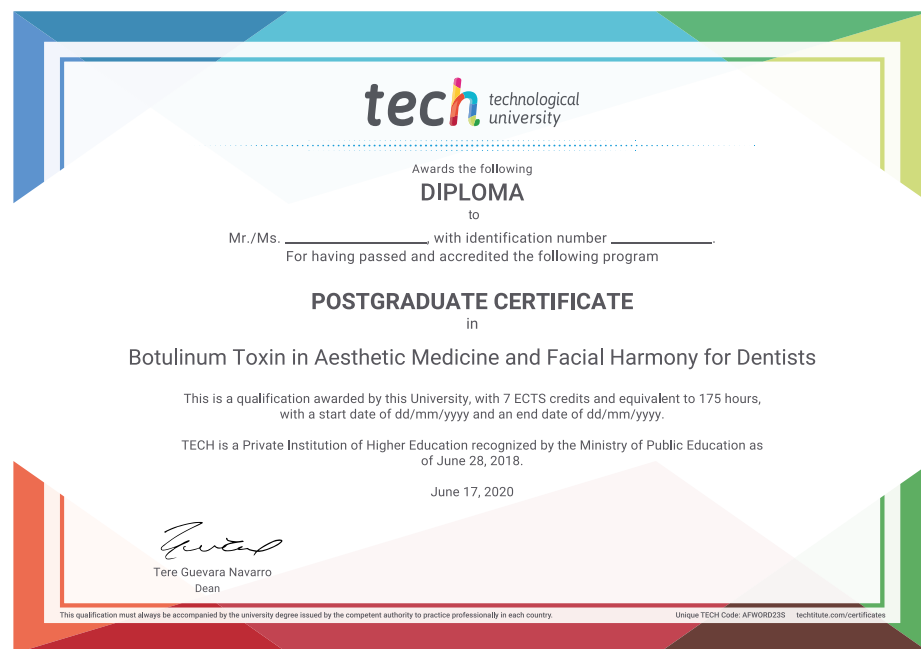 tech technological
university
Awards the following
DIPLOMA
to
Mr./Ms. ____________, with identification number ____________.
For having passed and accredited the following program
POSTGRADUATE CERTIFICATE
in
Botulinum Toxin in Aesthetic Medicine and Facial Harmony for Dentists
This is a qualification awarded by this University, with 7 ECTS credits and equivalent to 175 hours,
with a start date of dd/mm/yyyy and an end date of dd/mm/yyyy.
TECH is a Private Institution of Higher Education recognized by the Ministry of Public Education as
of June 28, 2018.
June 17, 2020
Tere Guevara Navarro
Dean
This qualification must always be accompanied by the university degree issued by the competent authority to practice professionally in each country. Unique TECH Code: AFWORD23S techtitute.com/certificates